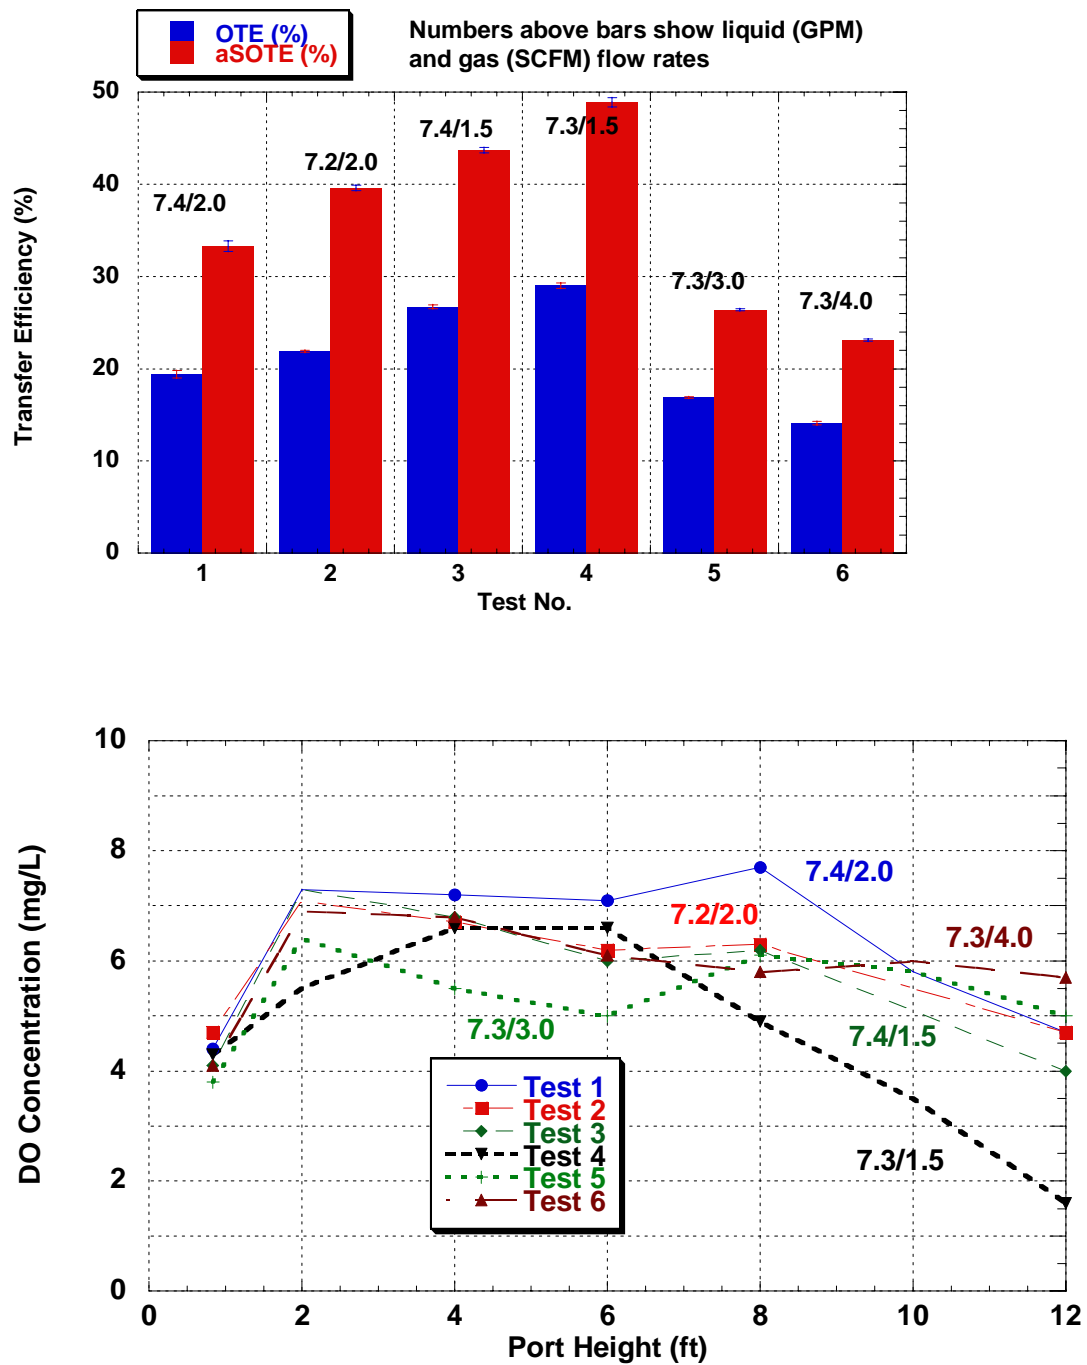 OTE (%)
aSOTE (%)
Numbers above bars show liquid (GPM)
and gas (SCFM) flow rates
Transfer Efficiency (%)
50
40
30
20
10
0
7.4/2.0
7.2/2.0
7.4/1.5
7.3/1.5
7.3/3.0
7.3/4.0
1 2 3 4 5 6
Test No.
DO Concentration (mg/L)
10
8
6
4
2
0
7.4/2.0
7.2/2.0
7.3/4.0
7.3/3.0
7.4/1.5
7.3/1.5
Test 1
Test 2
Test 3
Test 4
Test 5
Test 6
0 2 4 6 8 10 12
Port Height (ft)